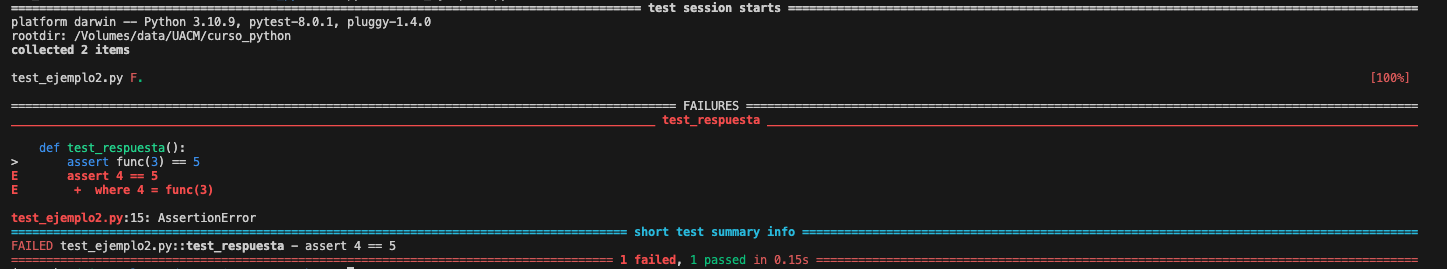 test session starts
platform darwin -- Python 3.10.9, pytest-8.0.1, pluggy-1.4.0
rootdir: /Volumes/data/UACM/curso_python
collected 2 items
test_ejemplo2.py F. [100%]
FAILURES
test_respuesta
def test_respuesta():
> assert func(3) == 5
E assert 4 == 5
E + where 4 = func(3)
test_ejemplo2.py:15: AssertionError
short test summary info
FAILED test_ejemplo2.py::test_respuesta - assert 4 == 5
1 failed, 1 passed in 0.15s